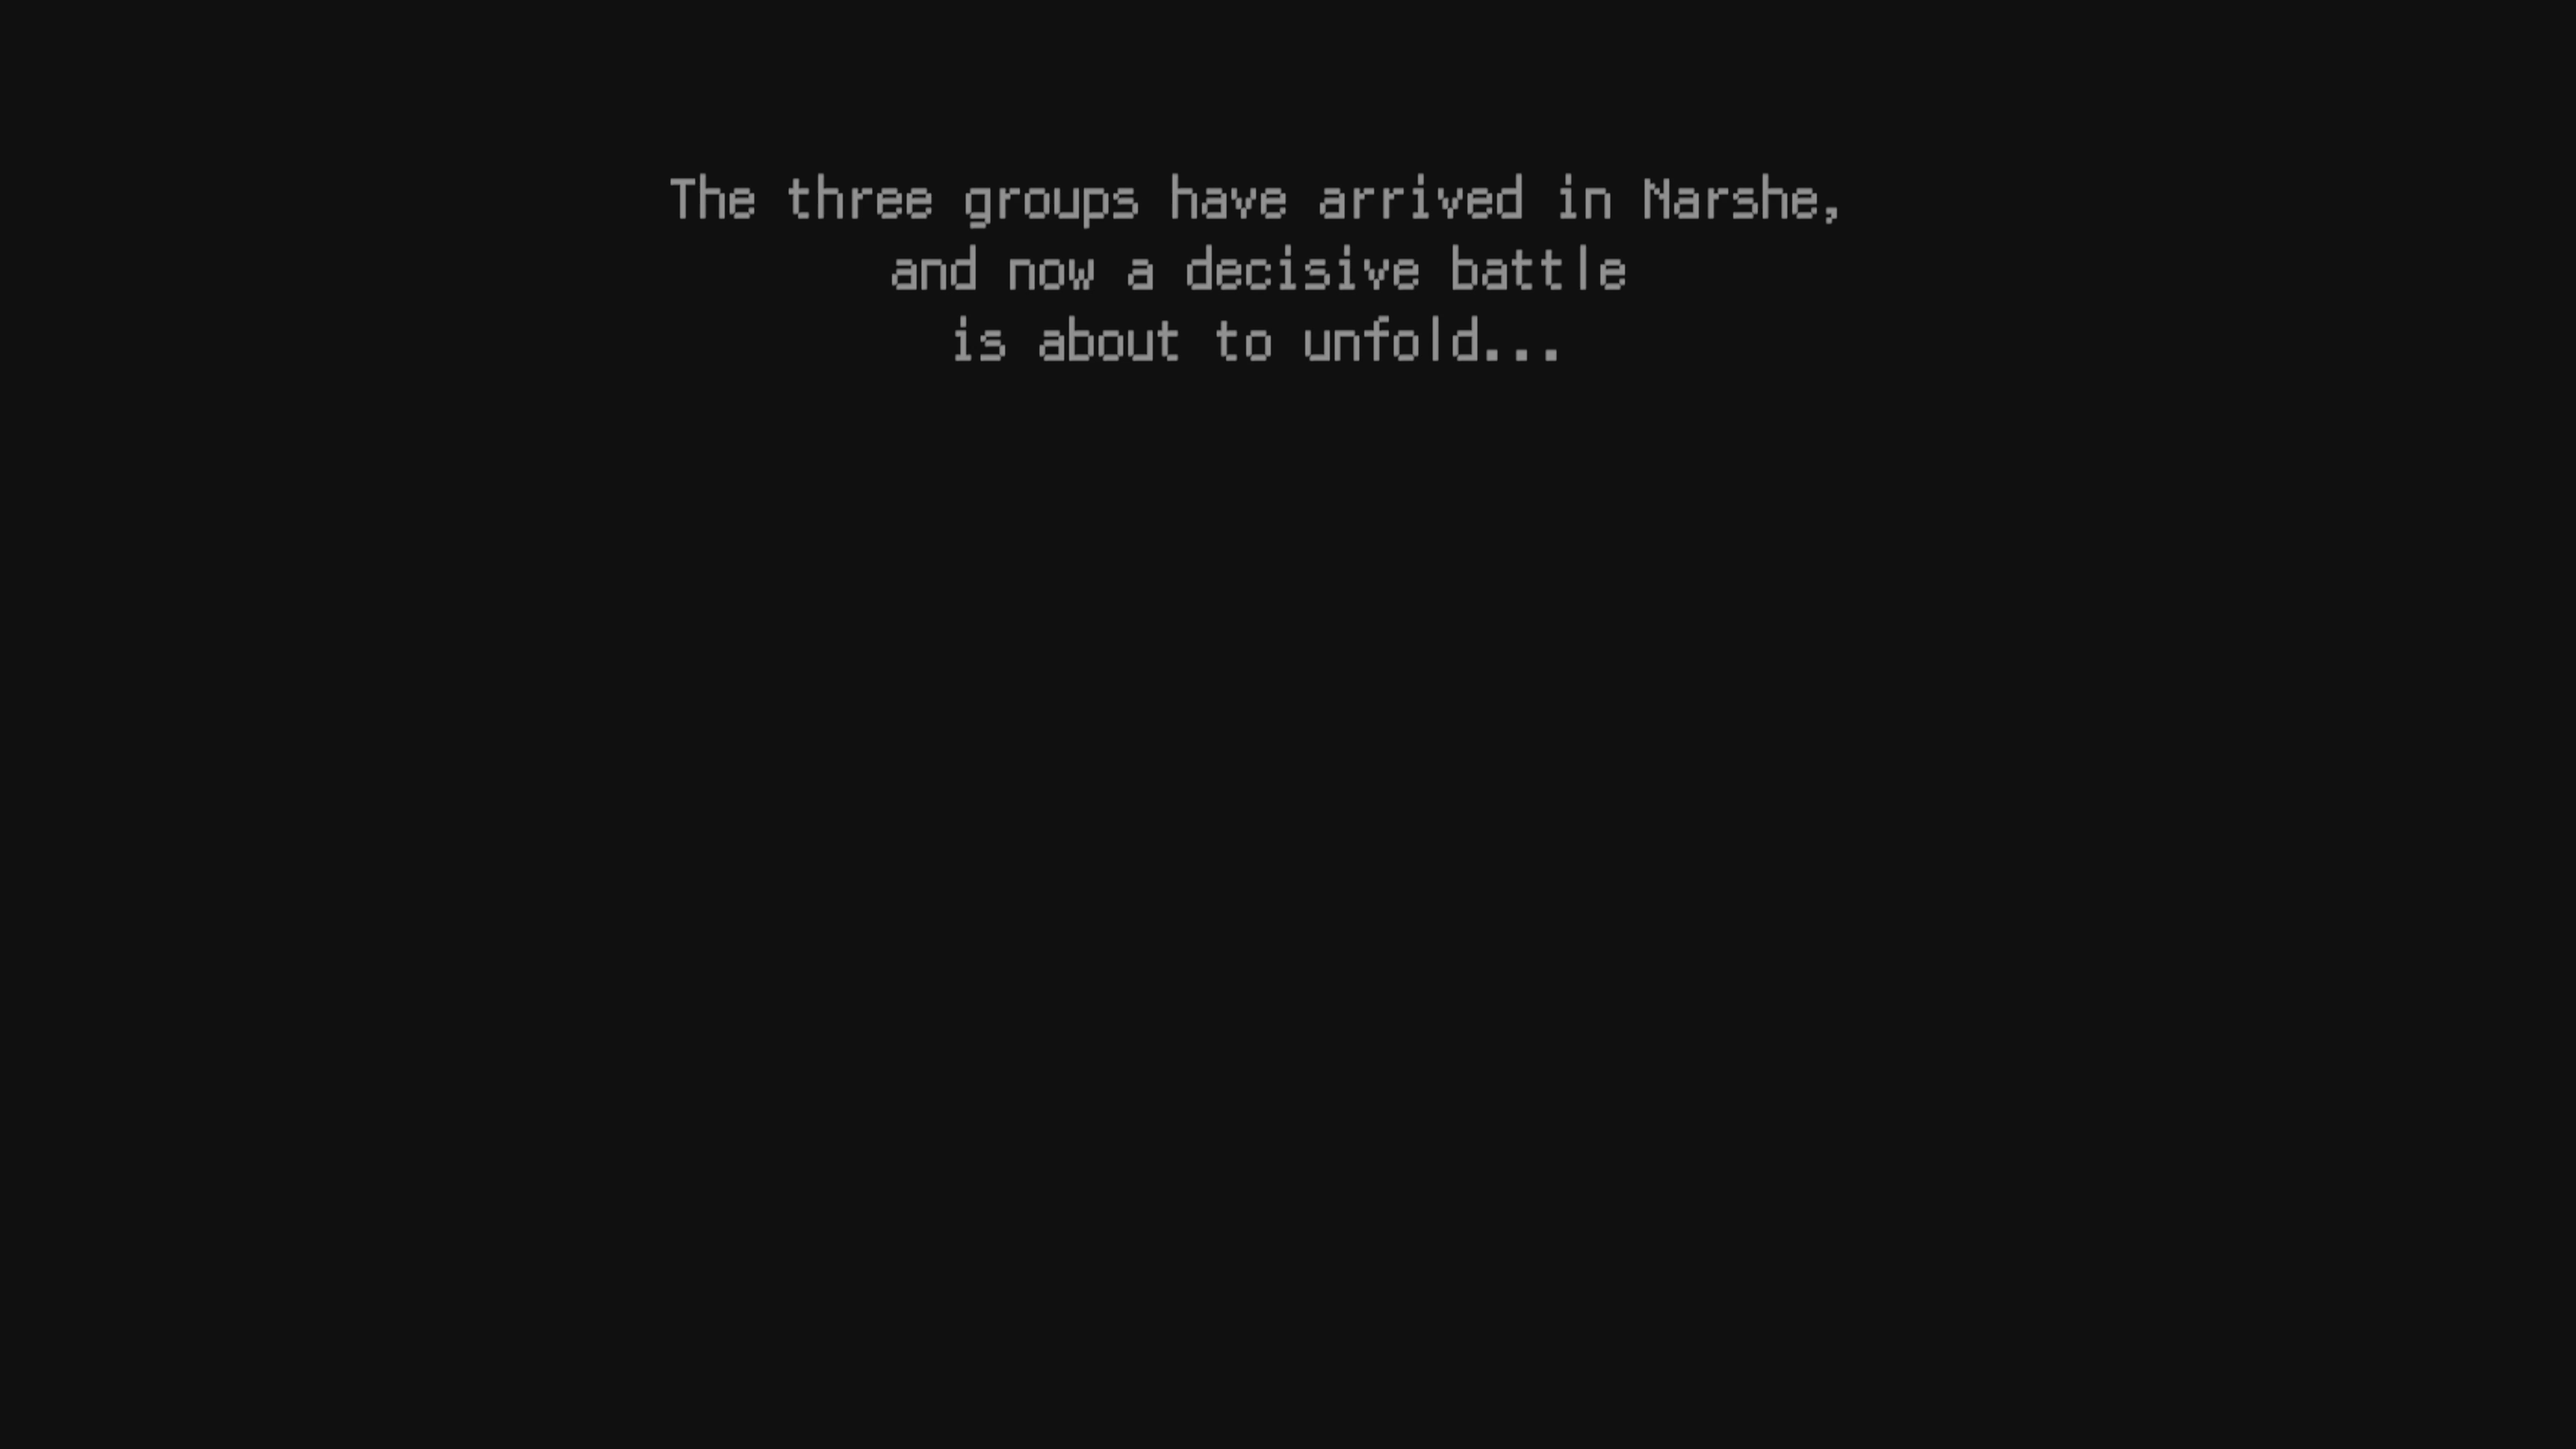 The three groups have arrived in Narshe,
and now a decisive battle
is about to unfold...